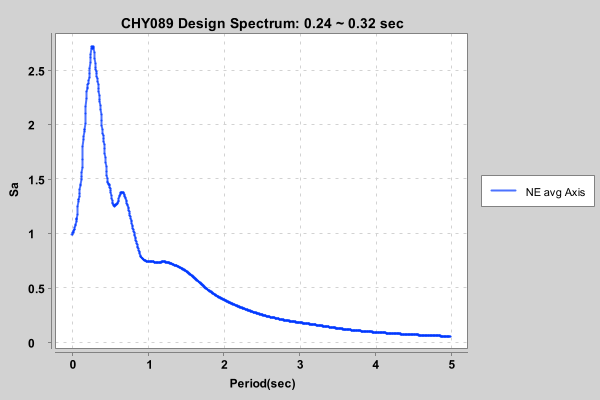 CHY089 Design Spectrum: 0.24 ~ 0.32 sec
2.5
2
1.5
1
0.5
0
Sa
NE avg Axis
0 1 2 3 4 5
Period(sec)